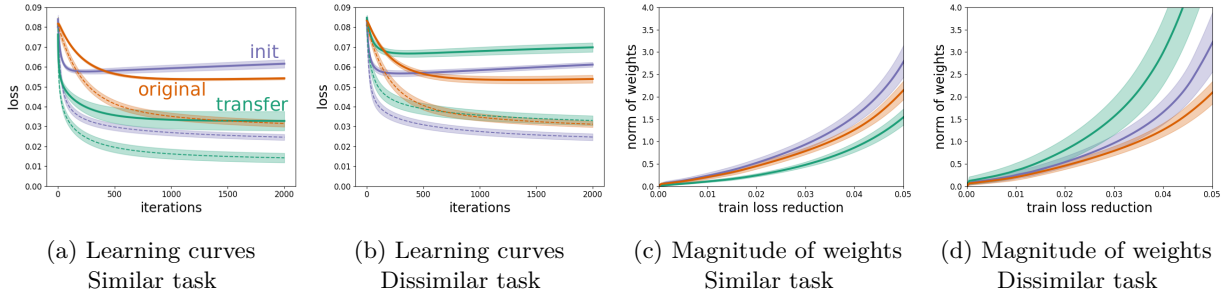 0.09
0.08
0.07
0.06
0.05
0.04
0.03
0.02
0.01
0.00
loss
init
original
transfer
0 500 1000 1500 2000
iterations
0.09
0.08
0.07
0.06
0.05
0.04
0.03
0.02
0.01
0.00
loss
0 500 1000 1500 2000
iterations
4.0
3.5
3.0
2.5
2.0
1.5
1.0
0.5
0.0
norm of weights
0.00 0.01 0.02 0.03 0.04 0.05
train loss reduction
4.0
3.5
3.0
2.5
2.0
1.5
1.0
0.5
0.0
norm of weights
0.00 0.01 0.02 0.03 0.04 0.05
train loss reduction
(a) Learning curves
Similar task
(b) Learning curves
Dissimilar task
(c) Magnitude of weights
Similar task
(d) Magnitude of weights
Dissimilar task